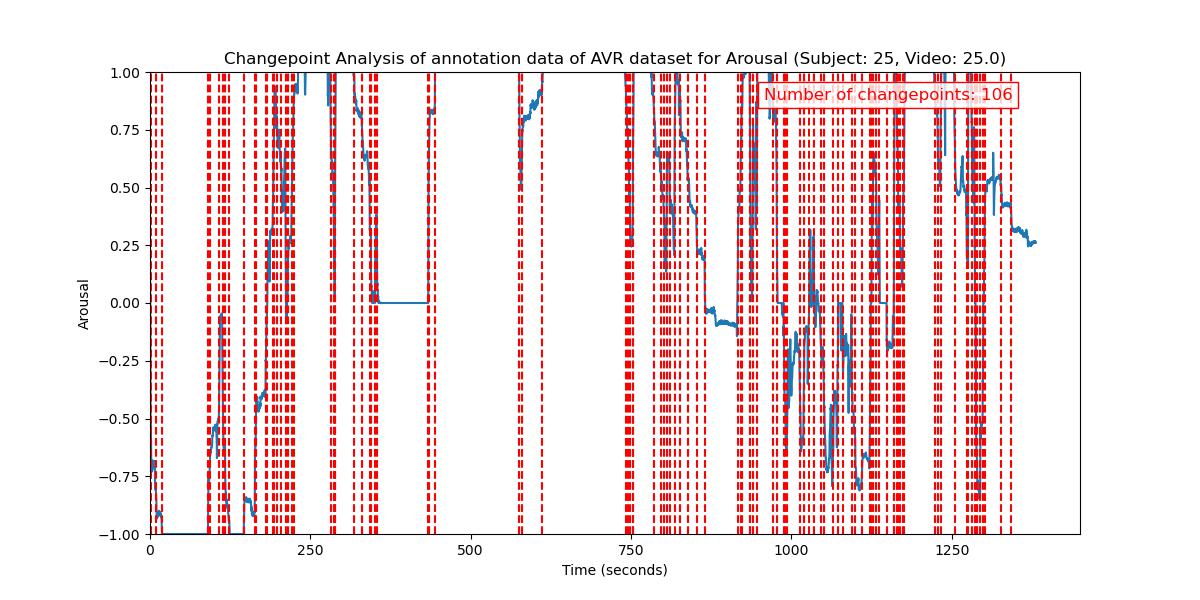 Changepoint Analysis of annotation data of AVR dataset for Arousal (Subject: 25, Video: 25.0)
Number of changepoints: 106
1.00
0.75
0.50
0.25
0.00
−0.25
−0.50
−0.75
−1.00
Arousal
0 250 500 750 1000 1250
Time (seconds)